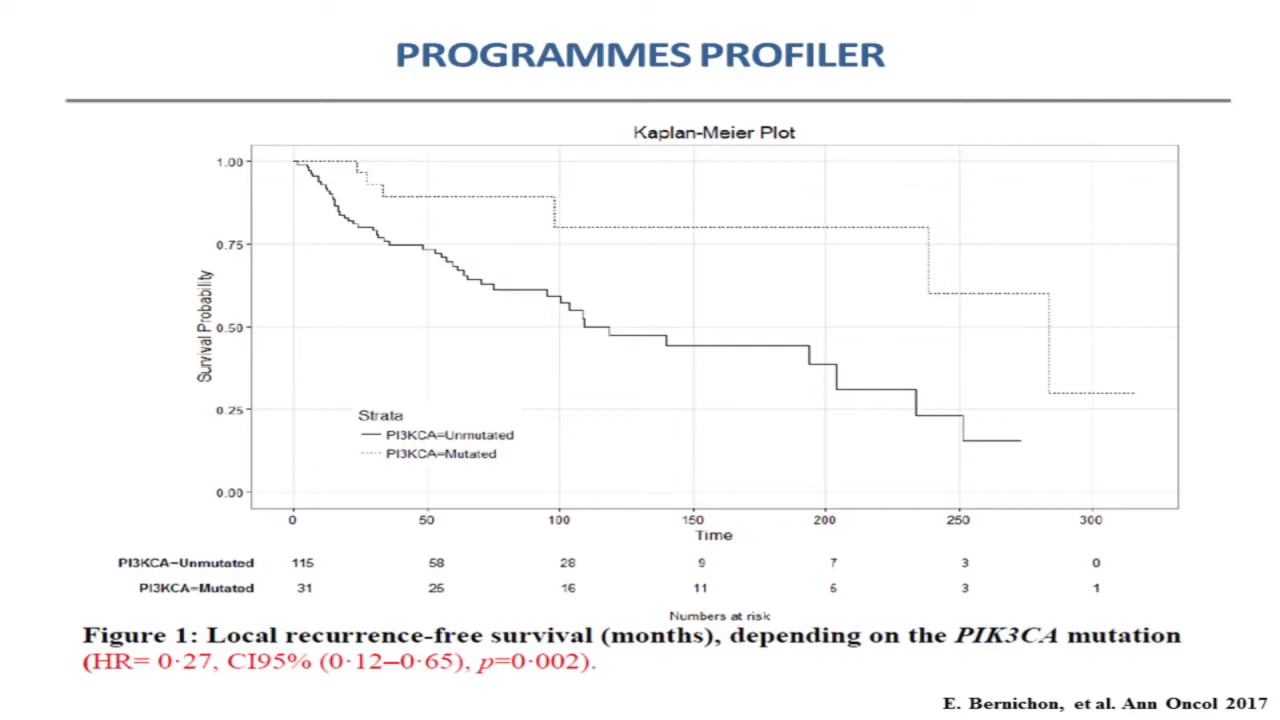 PROGRAMMES PROFILER
Kaplan-Meier Plot
1.00
0.75
0.50
0.25
0.00
Survival Probability
Strata
PI3KCA=Unmutated
PI3KCA=Mutated
0 50 100 150 200 250 300
Time
PI3KCA=Unmutated 115 58 28 9 7 3 0
PI3KCA=Mutated 31 25 16 11 6 3 1
Numbers at risk
Figure 1: Local recurrence-free survival (months), depending on the PIK3CA mutation
(HR= 0·27, CI95% (0·12–0·65), p=0·002).
E. Bernichon, et al. Ann Oncol 2017